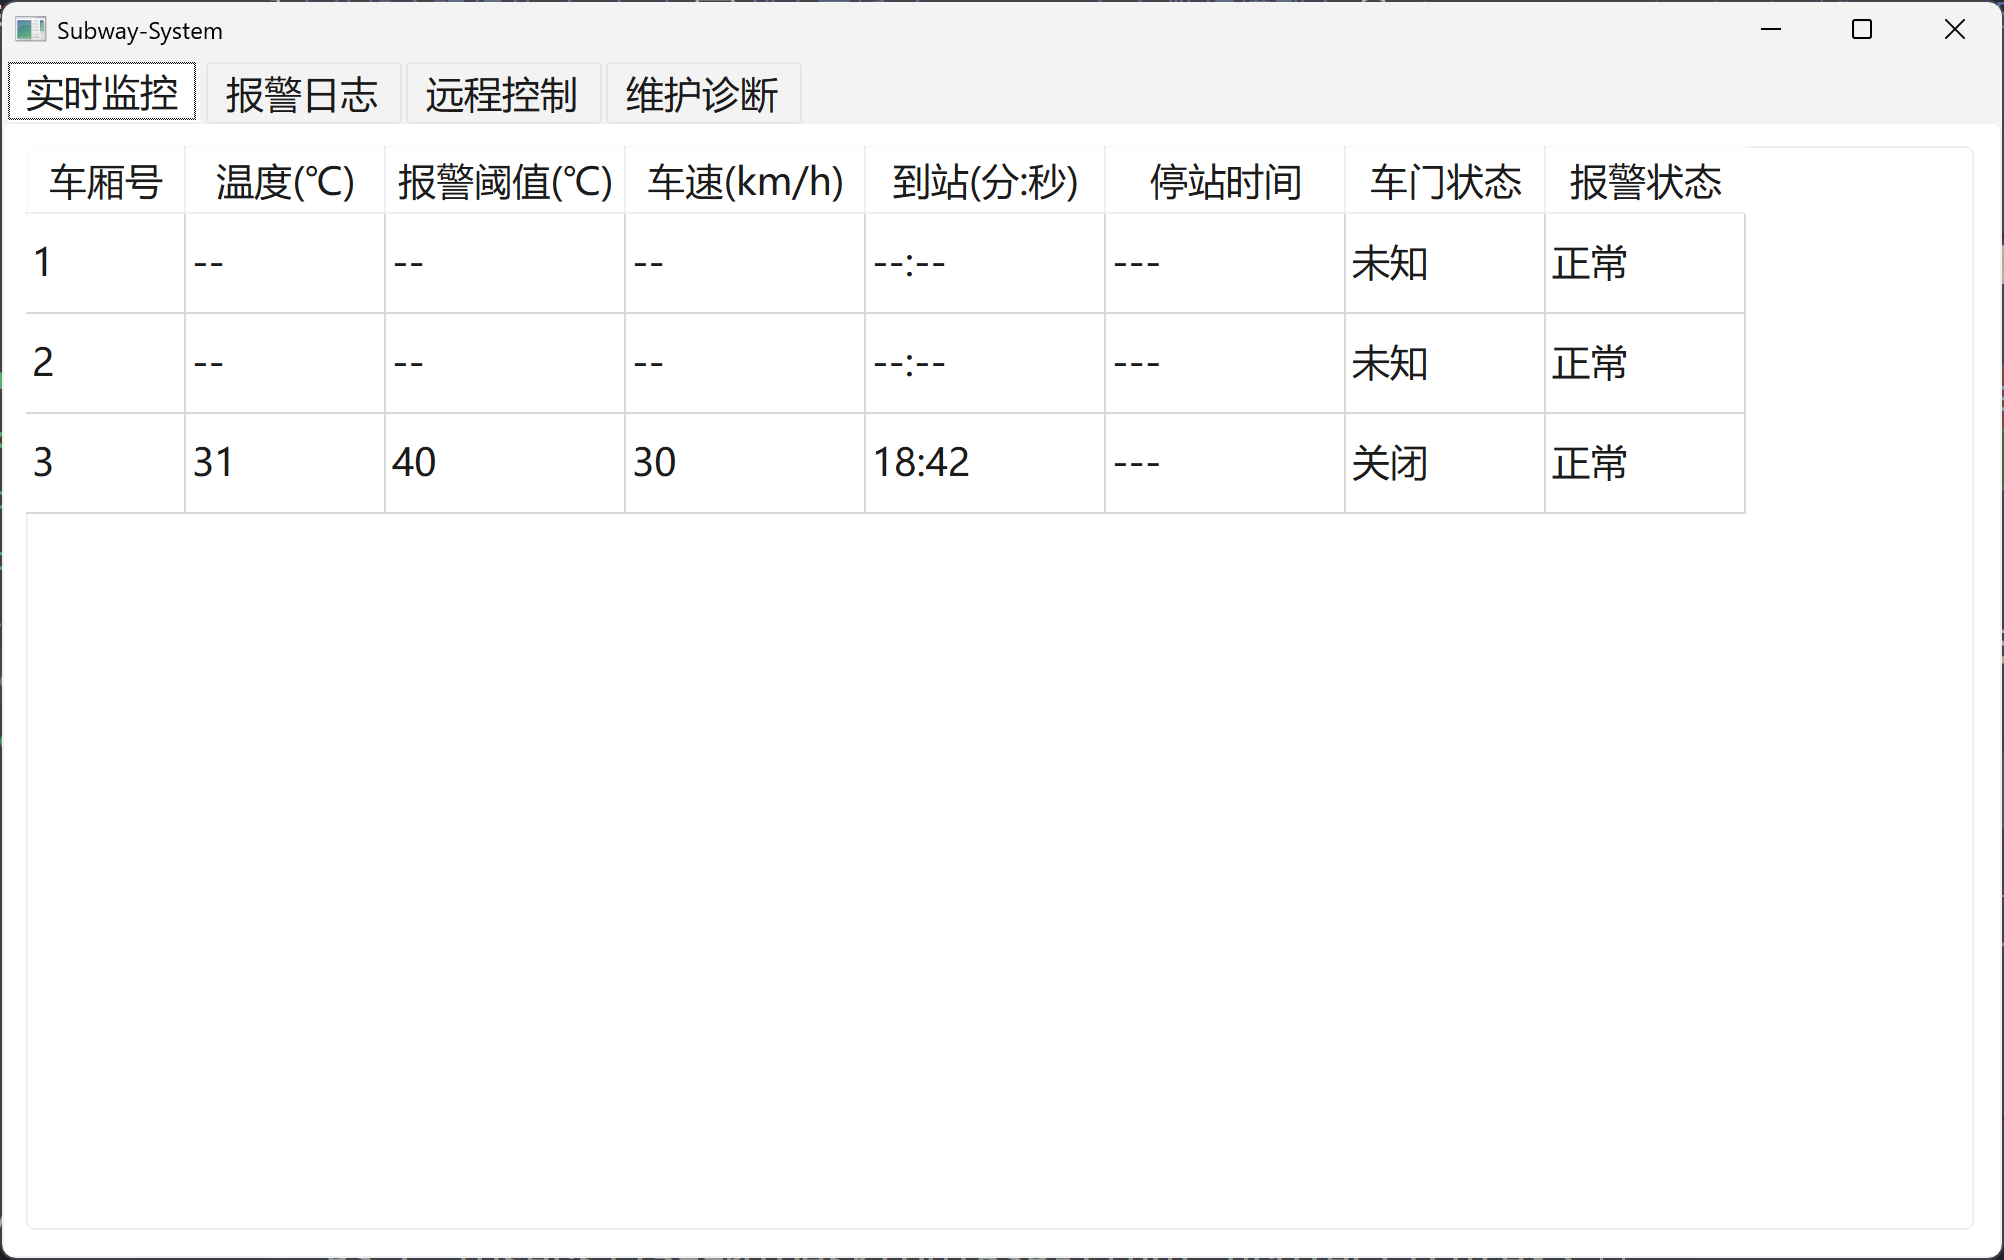 Subway-System
实时监控 报警日志 远程控制 维护诊断
车厢号 温度(℃) 报警阈值(℃) 车速(km/h) 到站(分:秒) 停站时间 车门状态 报警状态
1 -- -- -- --:-- --- 未知 正常
2 -- -- -- --:-- --- 未知 正常
3 31 40 30 18:42 --- 关闭 正常